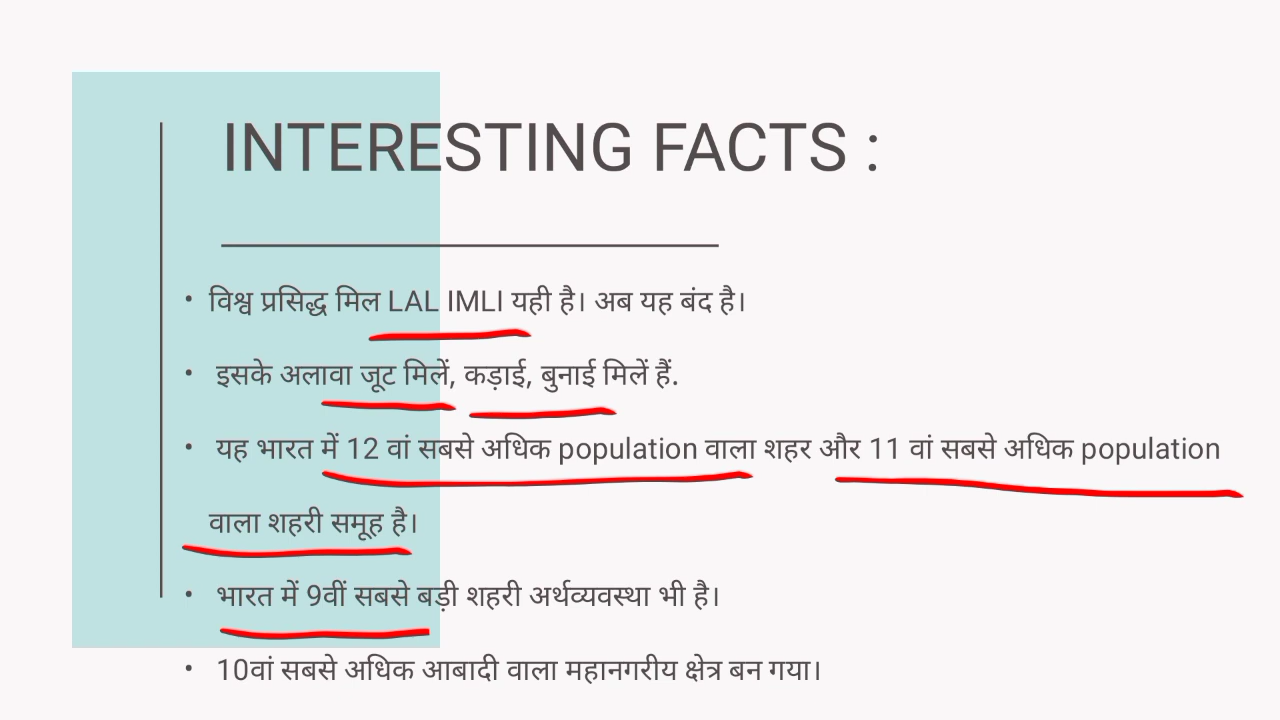 INTERESTING FACTS :
• विश्व प्रसिद्ध मिल LAL IMLI यही है। अब यह बंद है।
• इसके अलावा जूट मिलें, कड़ाई, बुनाई मिलें हैं.
• यह भारत में 12 वां सबसे अधिक population वाला शहर और 11 वां सबसे अधिक population
वाला शहरी समूह है।
• भारत में 9वीं सबसे बड़ी शहरी अर्थव्यवस्था भी है।
• 10वां सबसे अधिक आबादी वाला महानगरीय क्षेत्र बन गया।